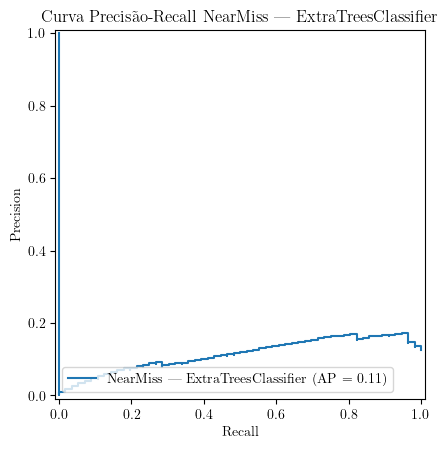 Curva Precisão-Recall NearMiss — ExtraTreesClassifier
1.0
0.8
0.6
0.4
0.2
0.0
Precision
NearMiss — ExtraTreesClassifier (AP = 0.11)
0.0 0.2 0.4 0.6 0.8 1.0
Recall